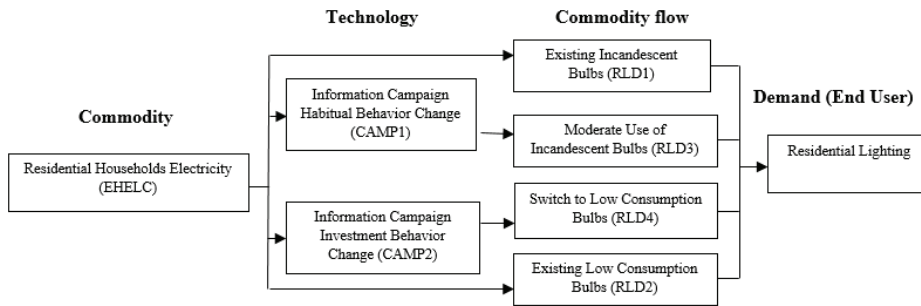 Technology
Commodity flow
Existing Incandescent
Bulbs (RLD1)
Demand (End User)
Commodity
Information Campaign
Habitual Behavior Change
(CAMP1)
Moderate Use of
Incandescent Bulbs (RLD3)
Residential Households Electricity
(EHELC)
Residential Lighting
Information Campaign
Investment Behavior
Change (CAMP2)
Switch to Low Consumption
Bulbs (RLD4)
Existing Low Consumption
Bulbs (RLD2)